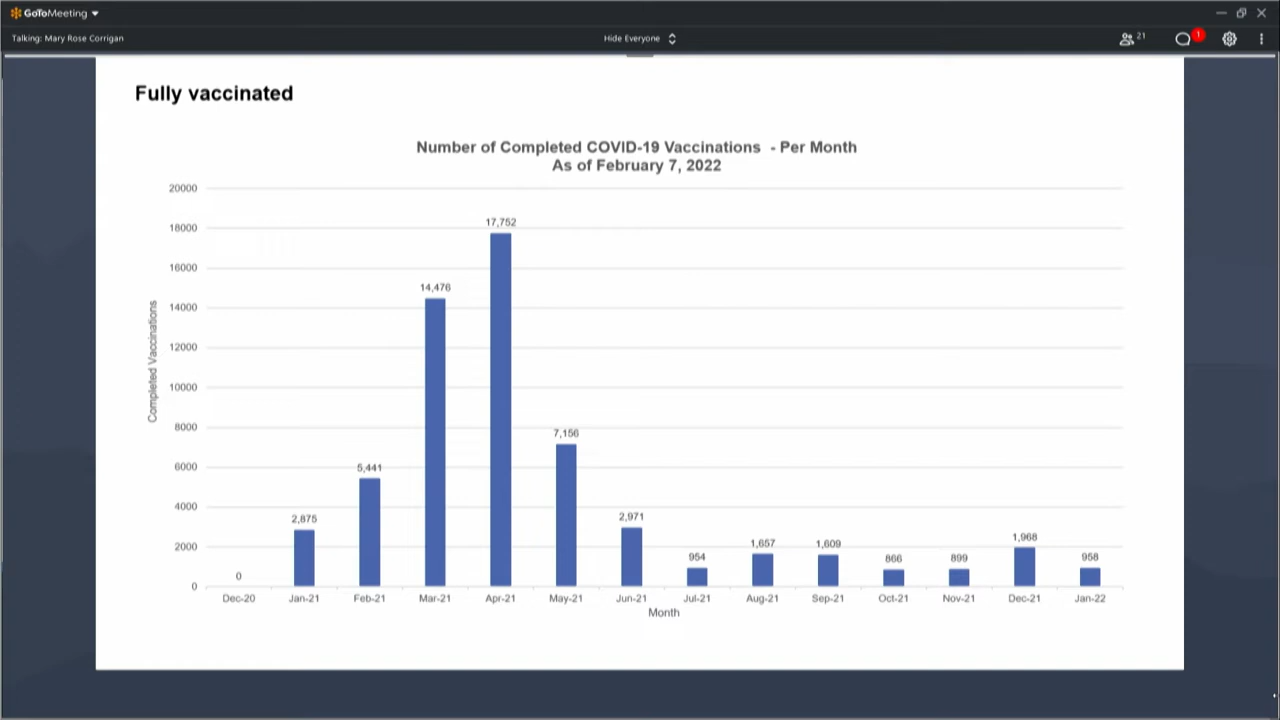 GoToMeeting
Talking: Mary Rose Corrigan
Hide Everyone
21
1
Fully vaccinated
Number of Completed COVID-19 Vaccinations - Per Month
As of February 7, 2022
Completed Vaccinations
20000
18000
16000
14000
12000
10000
8000
6000
4000
2000
0
0
2,875
5,441
14,476
17,752
7,156
2,971
954
1,657
1,609
866
899
1,968
958
Dec-20
Jan-21
Feb-21
Mar-21
Apr-21
May-21
Jun-21
Jul-21
Aug-21
Sep-21
Oct-21
Nov-21
Dec-21
Jan-22
Month